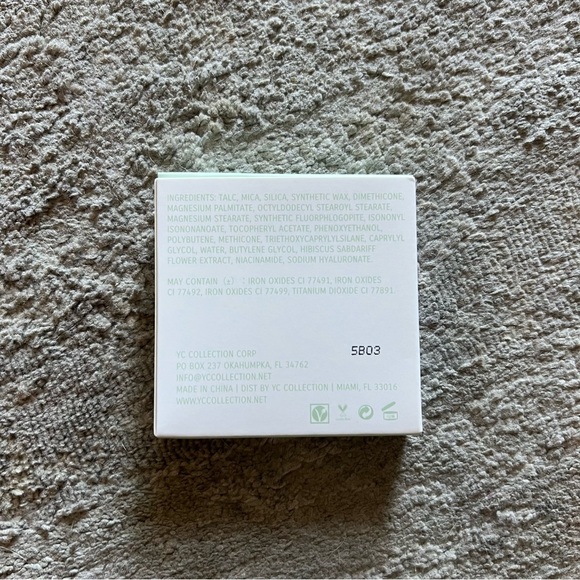 INGREDIENTS: TALC, MICA, SILICA, SYNTHETIC WAX, DIMETHICONE,
MAGNESIUM PALMITATE, OCTYLDODECYL STEAROYL STEARATE,
MAGNESIUM STEARATE, SYNTHETIC FLUORPHLOGOPITE, ISONONYL
ISONONANOATE, TOCOPHERYL ACETATE, PHENOXYETHANOL,
POLYBUTENE, METHICONE, TRIETHOXYCAPRYLYLSILANE, CAPRYLYL
GLYCOL, WATER, BUTYLENE GLYCOL, HIBISCUS SABDARIFF
FLOWER EXTRACT, NIACINAMIDE, SODIUM HYALURONATE.
MAY CONTAIN (±) : IRON OXIDES CI 77491, IRON OXIDES
CI 77492, IRON OXIDES CI 77499, TITANIUM DIOXIDE CI 77891.
YC COLLECTION CORP
5B03
PO BOX 237 OKAHUMPKA, FL 34762
INFO@YCCOLLECTION.NET
MADE IN CHINA | DIST BY YC COLLECTION | MIAMI, FL 33016
WWW.YCCOLLECTION.NET